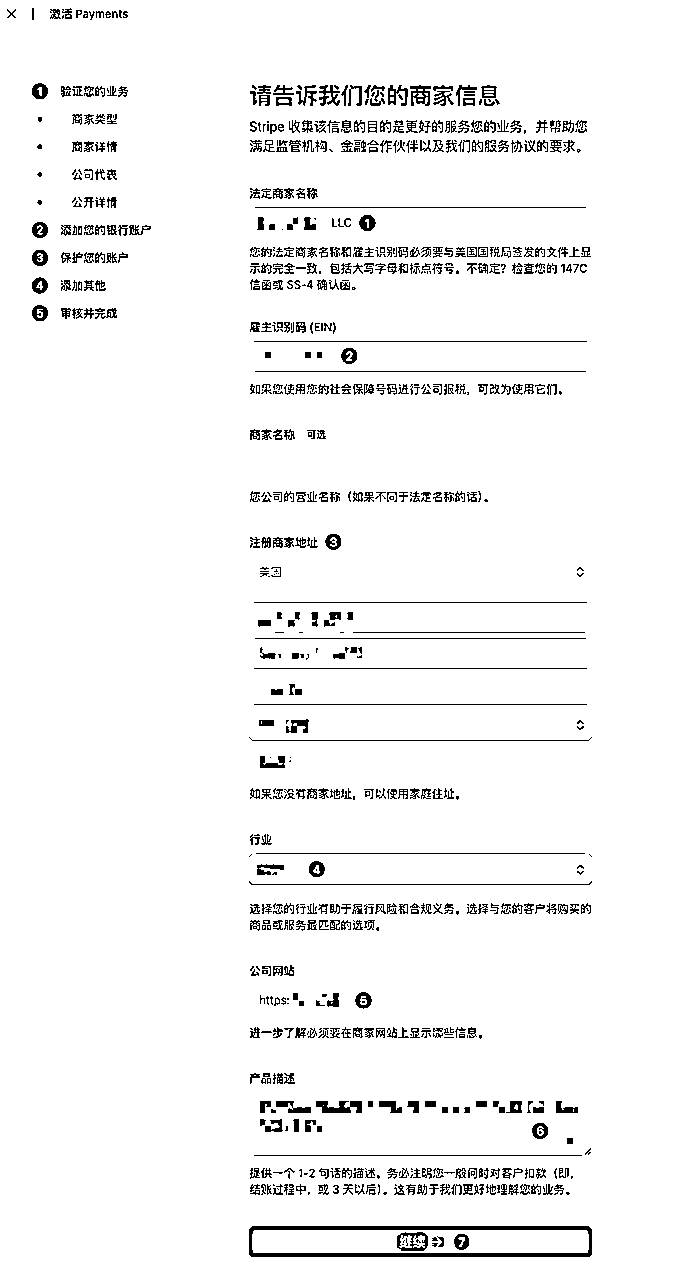 激活 Payments
1 验证您的业务
商家类型
商家详情
公司代表
公开详情
2 添加您的银行账户
3 保护您的账户
4 添加其他
5 审核并完成
请告诉我们您的商家信息
Stripe 收集该信息的目的是更好的服务您的业务，并帮助您
满足监管机构、金融合作伙伴以及我们的服务协议的要求。
法定商家名称
LLC 1
您的法定商家名称和雇主识别码必须要与美国国税局签发的文件上显
示的完全一致，包括大写字母和标点符号。不确定？检查您的 147C
信函或 SS-4 确认函。
雇主识别码 (EIN)
2
如果您使用您的社会保障号码进行公司报税，可改为使用它们。
商家名称 可选
您公司的营业名称（如果不同于法定名称的话）。
注册商家地址 3
美国
如果您没有商家地址，可以使用家庭住址。
行业
4
选择您的行业有助于履行风险和合规义务。选择与您的客户将购买的
商品或服务最匹配的选项。
公司网站
https: 5
进一步了解必须要在商家网站上显示哪些信息。
产品描述
6
提供一个 1-2 句话的描述。务必注明您一般何时对客户扣款（即，
结账过程中，或 3 天以后）。这有助于我们更好地理解您的业务。
继续 7